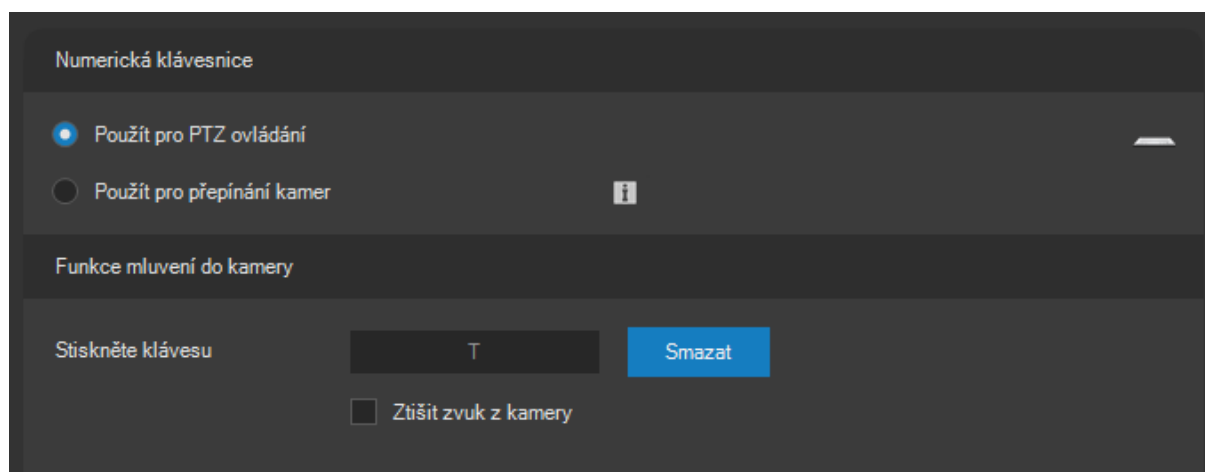 Numerická klávesnice
Použít pro PTZ ovládání
Použít pro přepínání kamer
Funkce mluvení do kamery
Stiskněte klávesu T Smazat
Ztišit zvuk z kamery